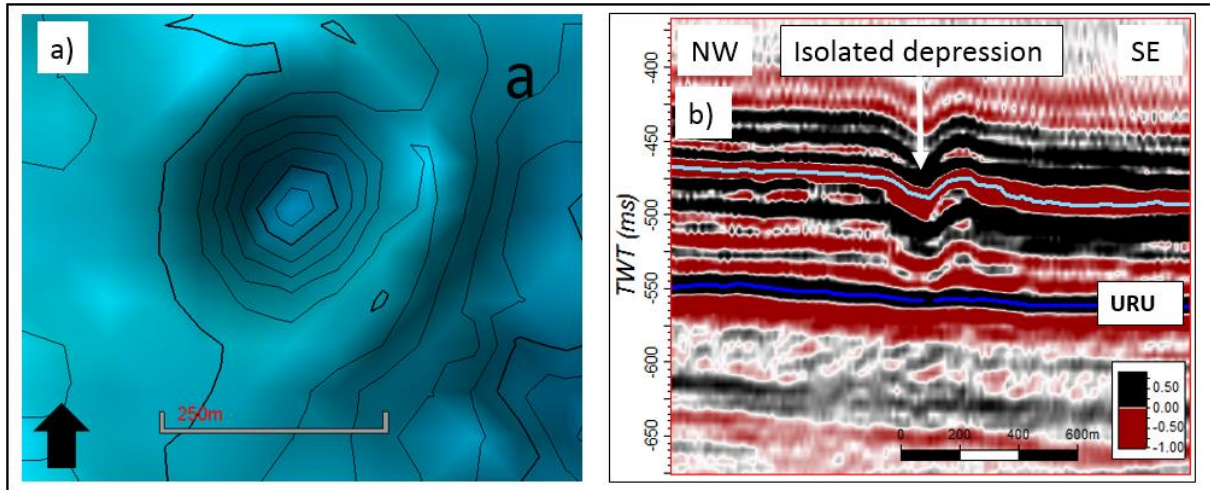 a)
a
250m
NW
Isolated depression
SE
b)
TWT (ms)
-400
-450
-500
-550
-600
-650
URU
0.50
0.00
-0.50
-1.00
0 200 400 600m